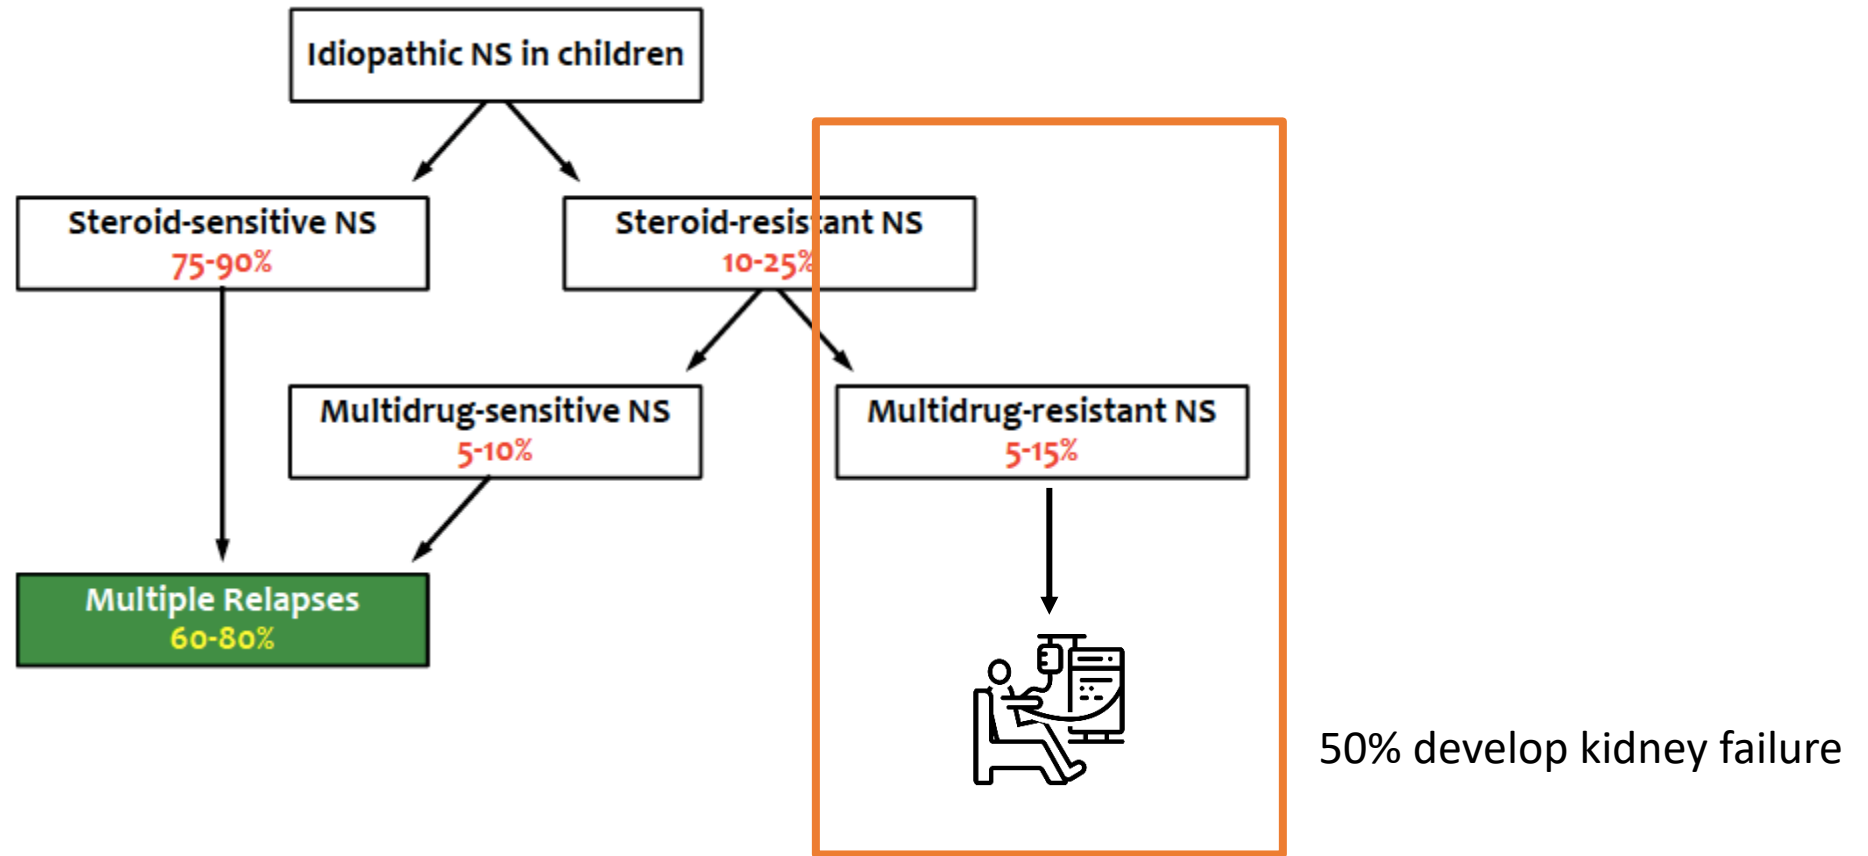 Idiopathic NS in children
Steroid-sensitive NS
75-90%
Steroid-resistant NS
10-25%
Multidrug-sensitive NS
5-10%
Multidrug-resistant NS
5-15%
Multiple Relapses
60-80%
50% develop kidney failure